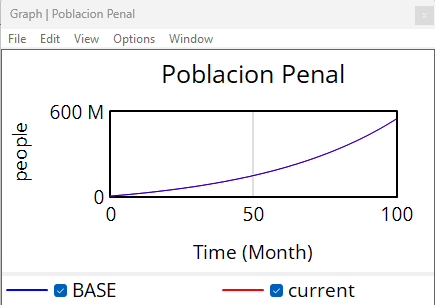 Graph | Poblacion Penal
File Edit View Options Window
Poblacion Penal
600 M
people
0
0 50 100
Time (Month)
BASE current